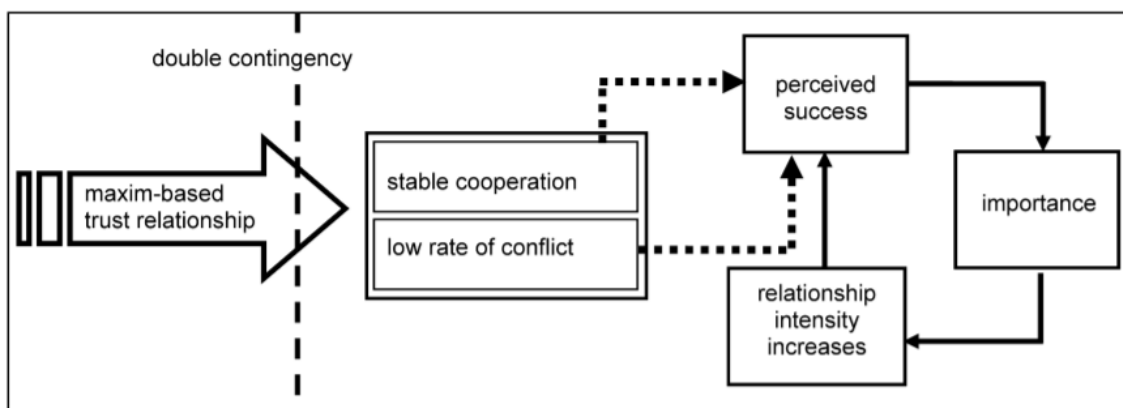 double contingency
maxim-based
trust relationship
stable cooperation
low rate of conflict
perceived
success
importance
relationship
intensity
increases